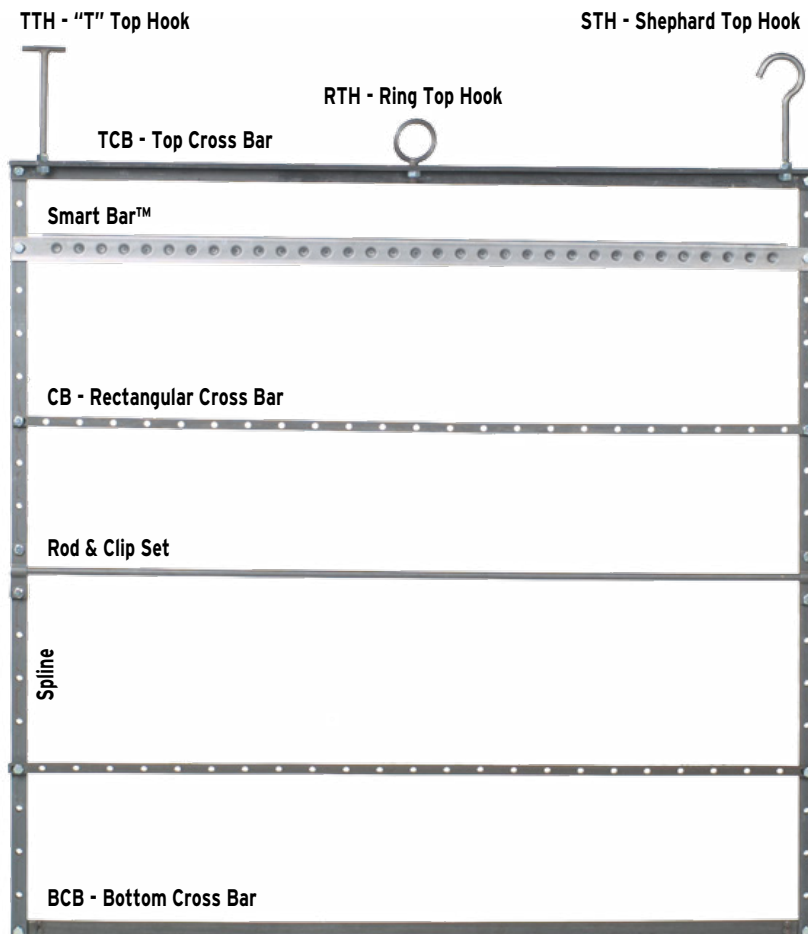 TTH - “T” Top Hook
STH - Shephard Top Hook
RTH - Ring Top Hook
TCB - Top Cross Bar
Smart Bar™
CB - Rectangular Cross Bar
Rod & Clip Set
Spline
BCB - Bottom Cross Bar